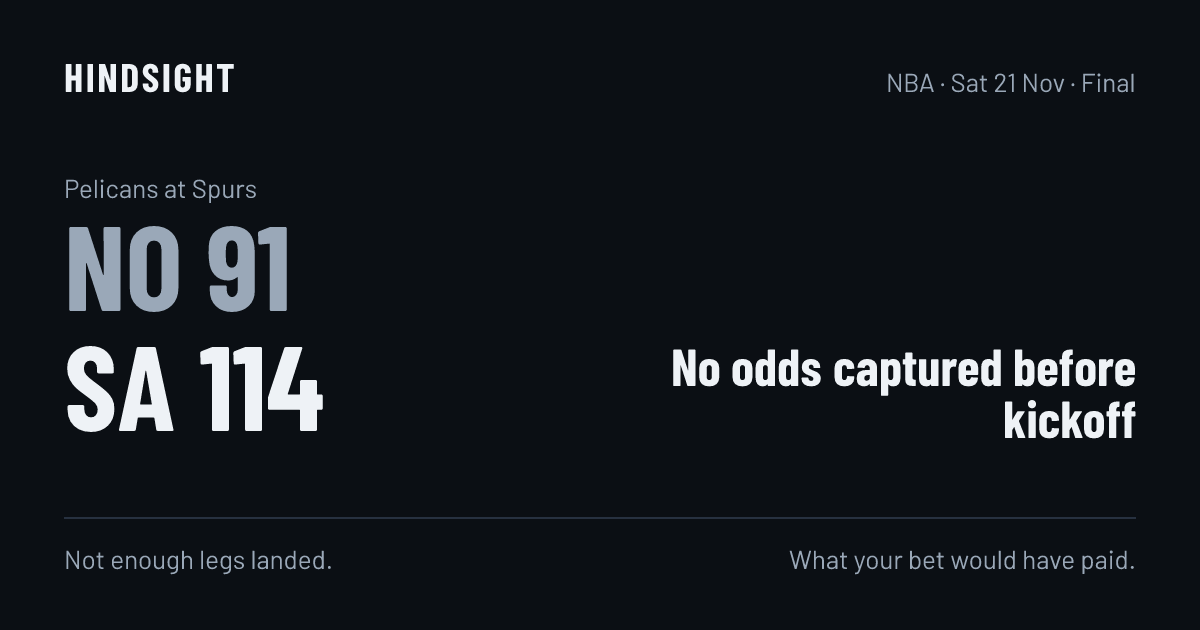 HINDSIGHT
NBA · Sat 21 Nov · Final
Pelicans at Spurs
NO 91
SA 114
No odds captured before
kickoff
Not enough legs landed.
What your bet would have paid.